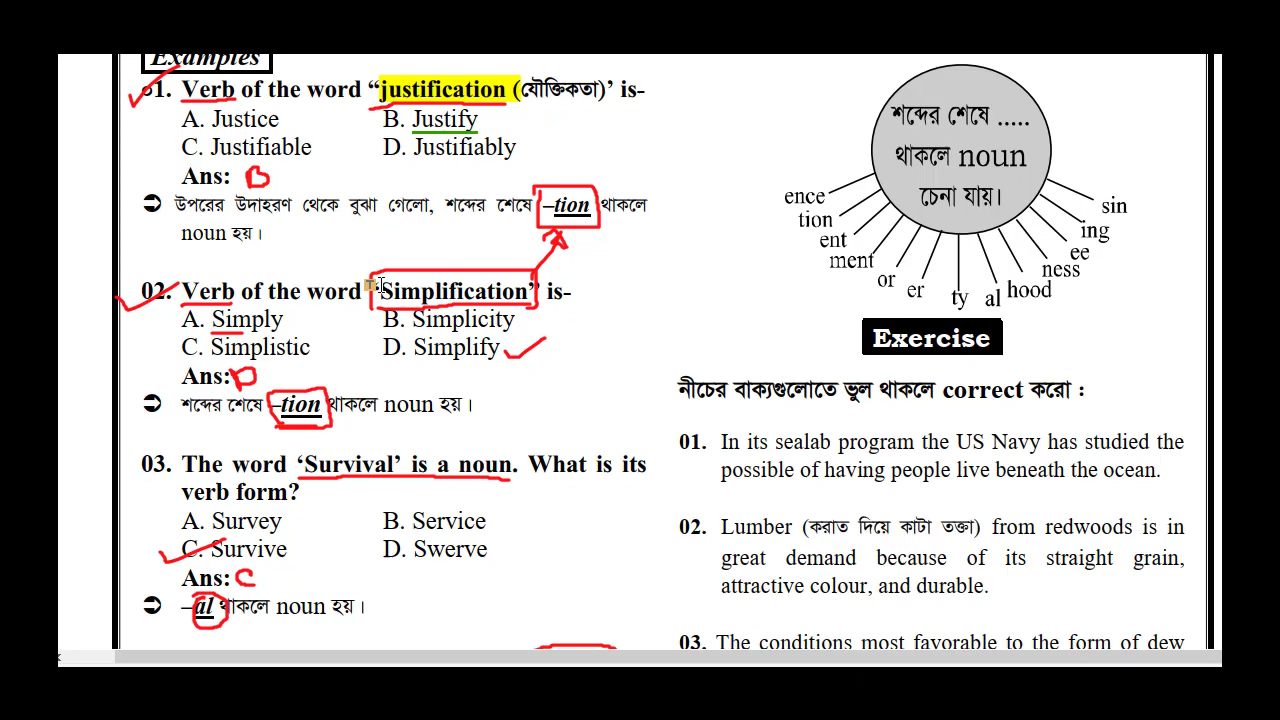 Examples
01. Verb of the word “justification (যৌক্তিকতা)’ is-
A. Justice B. Justify
C. Justifiable D. Justifiably
Ans: B
➲ উপরের উদাহরণ থেকে বুঝা গেলো, শব্দের শেষে –tion থাকলে
noun হয়।
02. Verb of the word “Simplification” is-
A. Simply B. Simplicity
C. Simplistic D. Simplify
Ans: D
➲ শব্দের শেষে –tion থাকলে noun হয়।
03. The word ‘Survival’ is a noun. What is its
verb form?
A. Survey B. Service
C. Survive D. Swerve
Ans: C
➲ –al থাকলে noun হয়।
শব্দের শেষে .....
থাকলে noun
চেনা যায়।
ence
tion
ent
ment
or
er
ty
al
hood
ness
ee
ing
sin
Exercise
নীচের বাক্যগুলোতে ভুল থাকলে correct করো :
01. In its sealab program the US Navy has studied the
possible of having people live beneath the ocean.
02. Lumber (করাত দিয়ে কাটা তক্তা) from redwoods is in
great demand because of its straight grain,
attractive colour, and durable.
03. The conditions most favorable to the form of dew